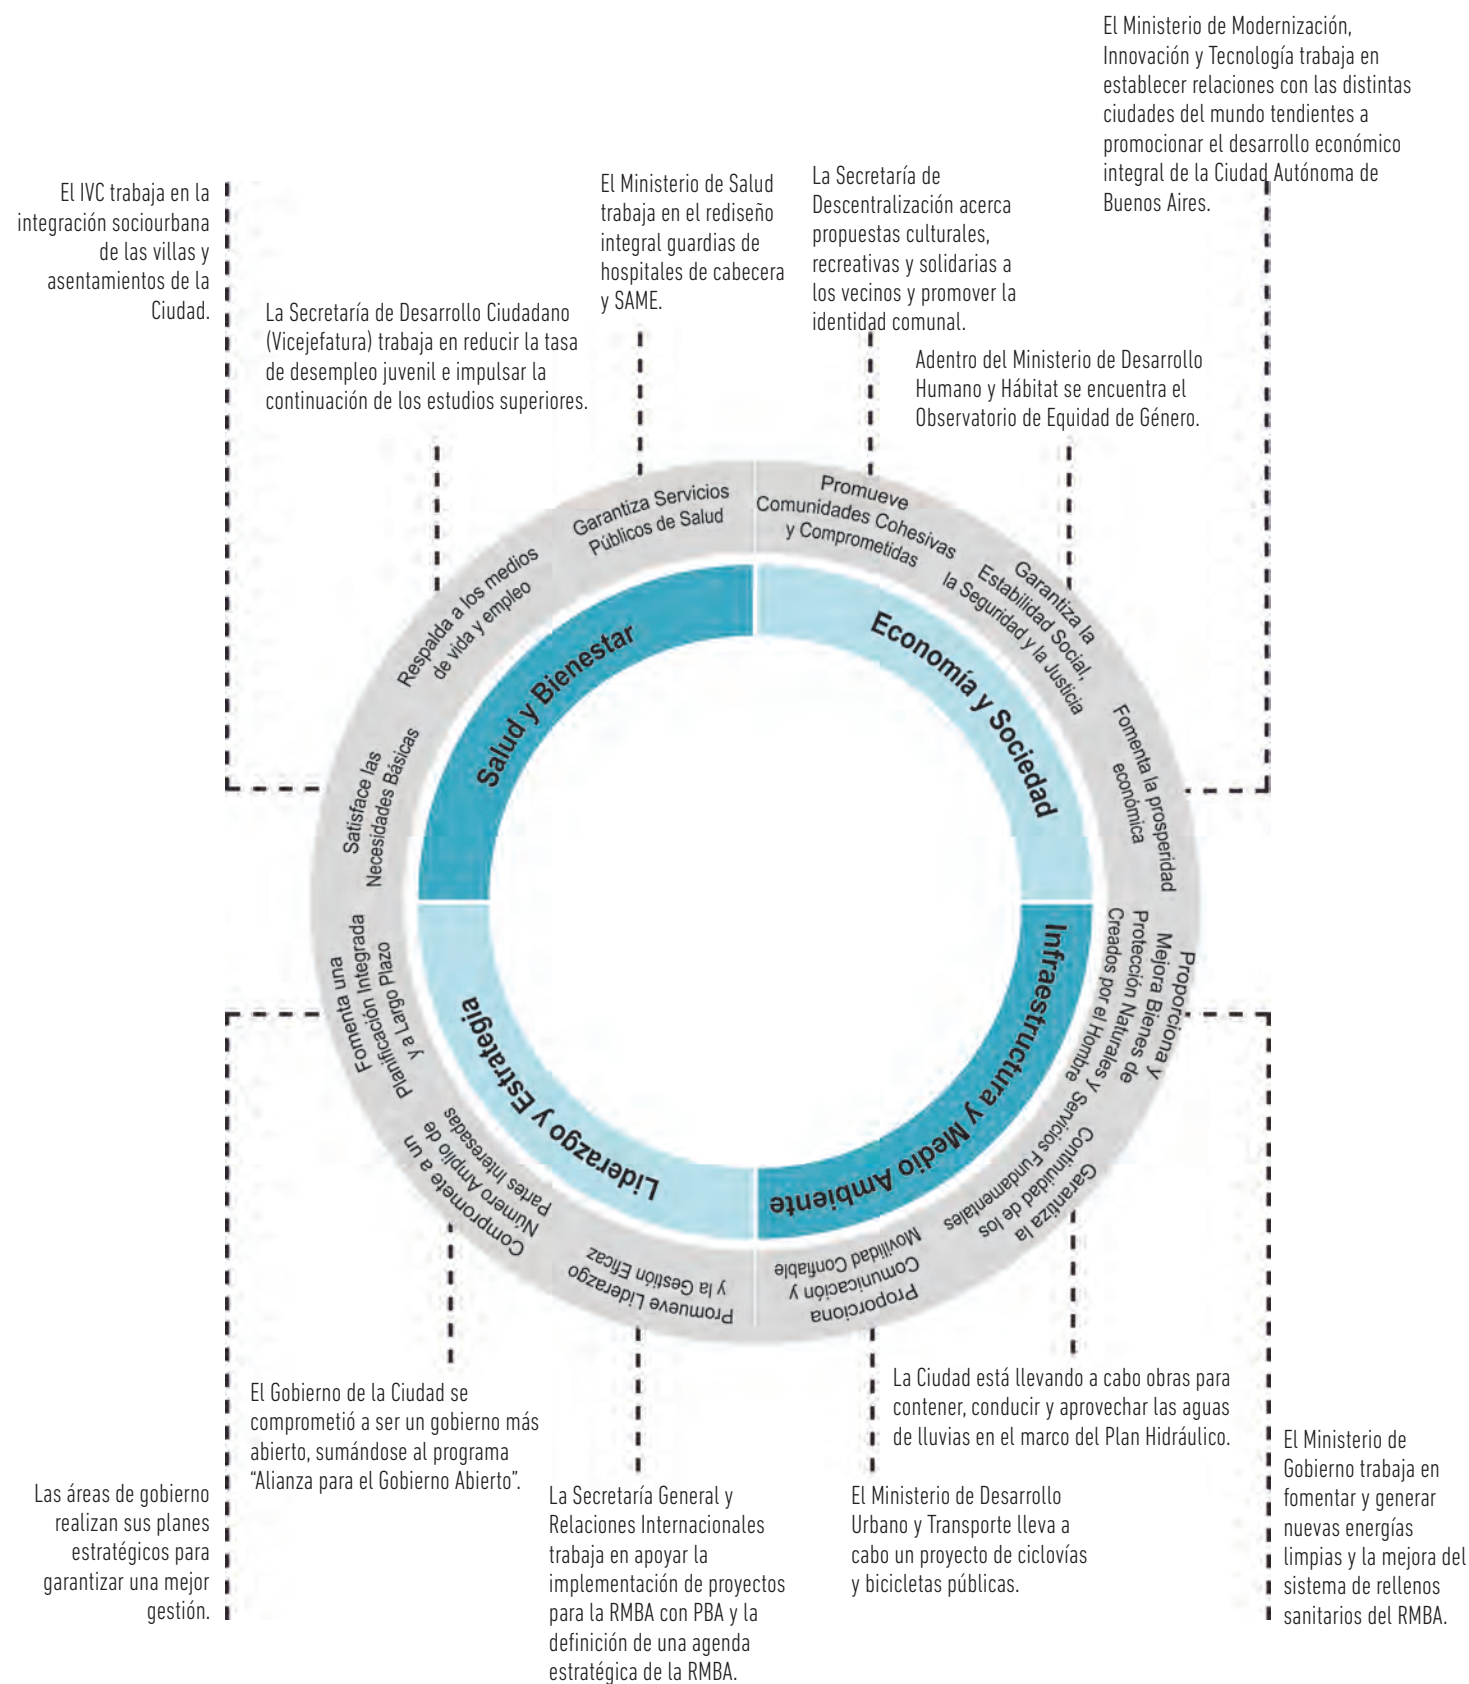 El Ministerio de Modernización,
Innovación y Tecnología trabaja en
establecer relaciones con las distintas
ciudades del mundo tendientes a
promocionar el desarrollo económico
integral de la Ciudad Autónoma de
Buenos Aires.
El IVC trabaja en la
integración sociourbana
de las villas y
asentamientos de la
Ciudad.
La Secretaría de Desarrollo Ciudadano
(Vicejefatura) trabaja en reducir la tasa
de desempleo juvenil e impulsar la
continuación de los estudios superiores.
El Ministerio de Salud
trabaja en el rediseño
integral guardias de
hospitales de cabecera
y SAME.
La Secretaría de
Descentralización acerca
propuestas culturales,
recreativas y solidarias a
los vecinos y promover la
identidad comunal.
Adentro del Ministerio de Desarrollo
Humano y Hábitat se encuentra el
Observatorio de Equidad de Género.
Satisface las
Necesidades Básicas
Respalda a los medios
de vida y empleo
Garantiza Servicios
Públicos de Salud
Promueve
Comunidades Cohesivas
y Comprometidas
Garantiza la
Estabilidad Social,
la Seguridad y la Justicia
Fomenta la prosperidad
económica
Proporciona y
Mejora Bienes de
Protección Naturales y
Creados por el Hombre
Garantiza la
Continuidad de los
Servicios Fundamentales
Proporciona
Comunicación y
Movilidad Confiable
Promueve Liderazgo
y la Gestión Eficaz
Compromete a un
Número Amplio de
Partes Interesadas
Fomenta una
Planificación Integrada
y a Largo Plazo
Salud y Bienestar
Economía y Sociedad
Infraestructura y Medio Ambiente
Liderazgo y Estrategia
Las áreas de gobierno
realizan sus planes
estratégicos para
garantizar una mejor
gestión.
El Gobierno de la Ciudad se
comprometió a ser un gobierno más
abierto, sumándose al programa
“Alianza para el Gobierno Abierto”.
La Secretaría General y
Relaciones Internacionales
trabaja en apoyar la
implementación de proyectos
para la RMBA con PBA y la
definición de una agenda
estratégica de la RMBA.
El Ministerio de Desarrollo
Urbano y Transporte lleva a
cabo un proyecto de ciclovías
y bicicletas públicas.
La Ciudad está llevando a cabo obras para
contener, conducir y aprovechar las aguas
de lluvias en el marco del Plan Hidráulico.
El Ministerio de
Gobierno trabaja en
fomentar y generar
nuevas energías
limpias y la mejora del
sistema de rellenos
sanitarios del RMBA.